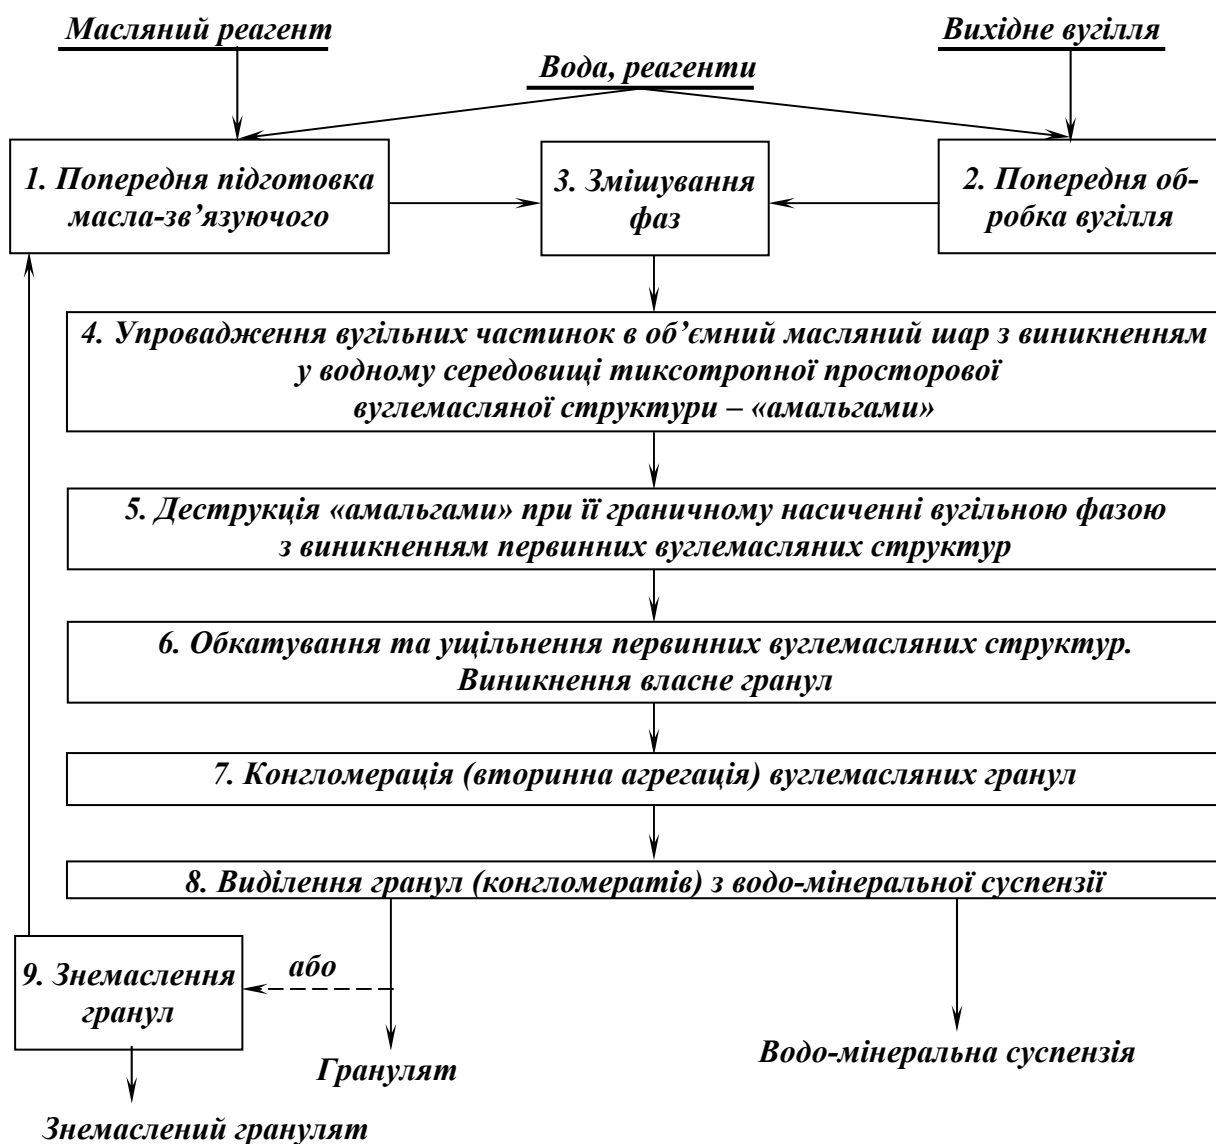 Масляний реагент
Вихідне вугілля
Вода, реагенти
1. Попередня підготовка
масла-зв’язуючого
3. Змішування
фаз
2. Попередня об-
робка вугілля
4. Упровадження вугільних частинок в об’ємний масляний шар з виникненням
у водному середовищі тиксотропної просторової
вуглемасляної структури – «амальгами»
5. Деструкція «амальгами» при її граничному насиченні вугільною фазою
з виникненням первинних вуглемасляних структур
6. Обкатування та ущільнення первинних вуглемасляних структур.
Виникнення власне гранул
7. Конгломерація (вторинна агрегація) вуглемасляних гранул
8. Виділення гранул (конгломератів) з водо-мінеральної суспензії
9. Знемаслення
гранул
або
Гранулят
Водо-мінеральна суспензія
Знемаслений гранулят